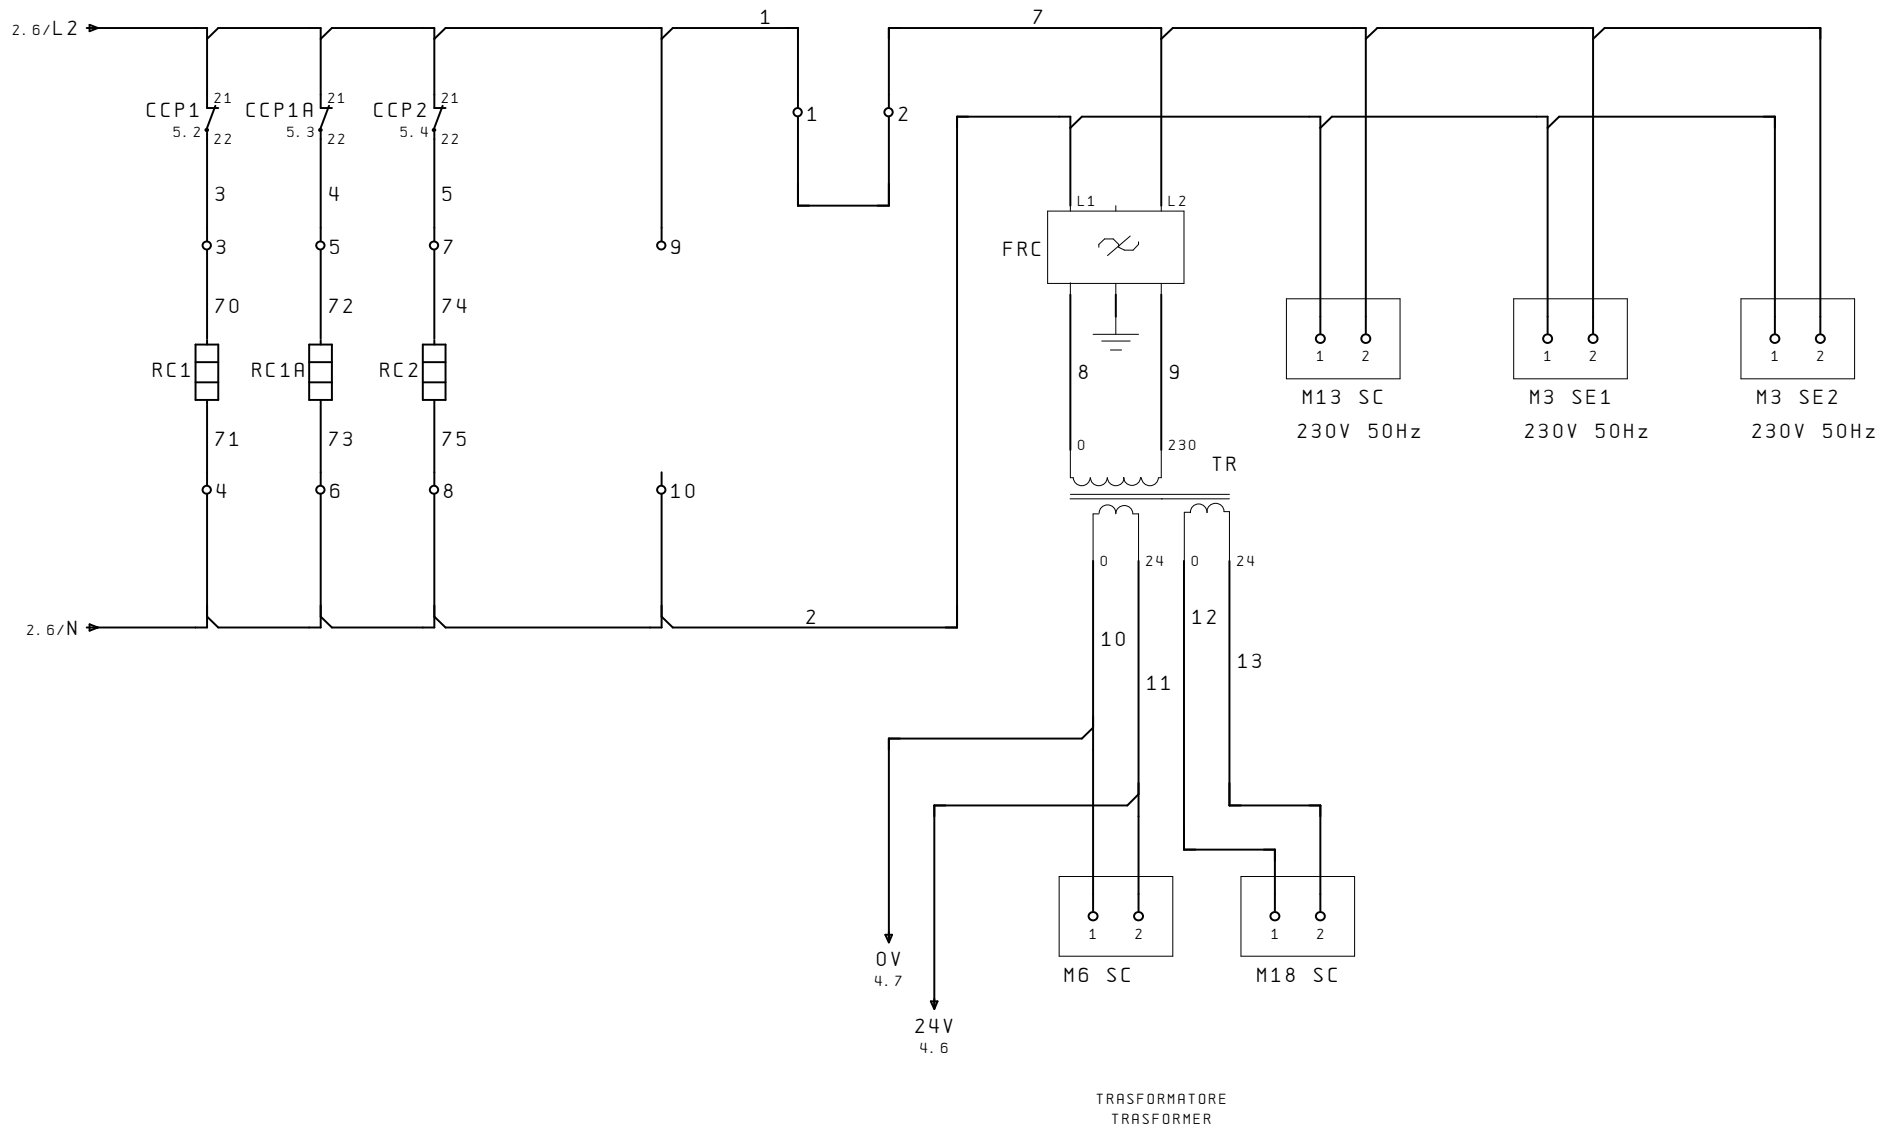 1 7
2.6/L2
CCP1 21 CCP1A 21 CCP2 21
5.2 22 5.3 22 5.4 22
1 2
3 4 5
L1 L2
3 5 7 9 FRC
70 72 74
1 2 1 2 1 2
RC1 RC1A RC2 8 9
M13 SC M3 SE1 M3 SE2
230V 50Hz 230V 50Hz 230V 50Hz
71 73 75 0 230
TR
4 6 8 10
0 24 0 24
2 12
2.6/N
10
13
11
1 2 1 2
0V
4.7
M6 SC M18 SC
24V
4.6
TRASFORMATORE
TRASFORMER